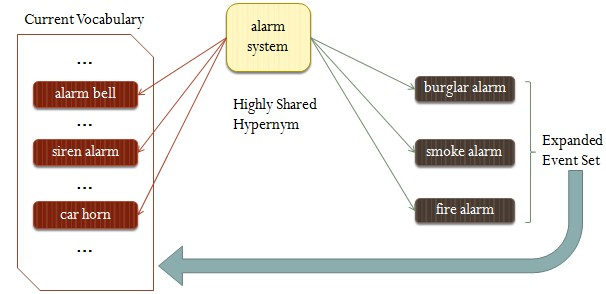 Current Vocabulary
...
alarm bell
...
siren alarm
...
car horn
...
alarm
system
Highly Shared
Hypernym
burglar alarm
smoke alarm
fire alarm
Expanded
Event Set